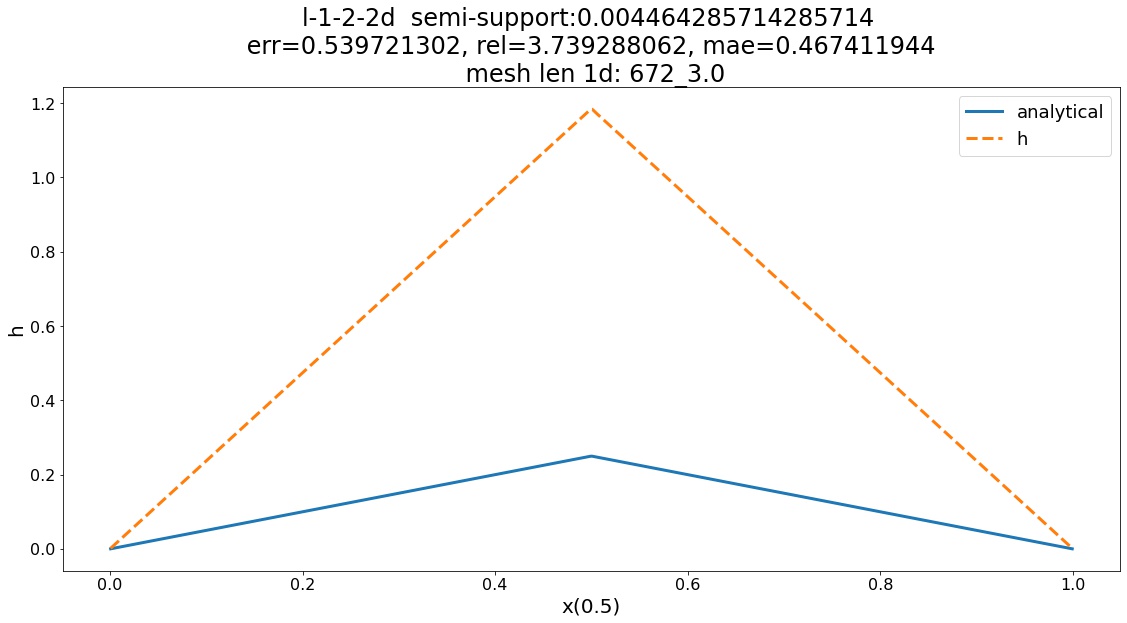 l-1-2-2d  semi-support:0.004464285714285714
err=0.539721302, rel=3.739288062, mae=0.467411944
mesh len 1d: 672_3.0
analytical
h
1.2
1.0
0.8
0.6
0.4
0.2
0.0
h
0.0
0.2
0.4
0.6
0.8
1.0
x(0.5)